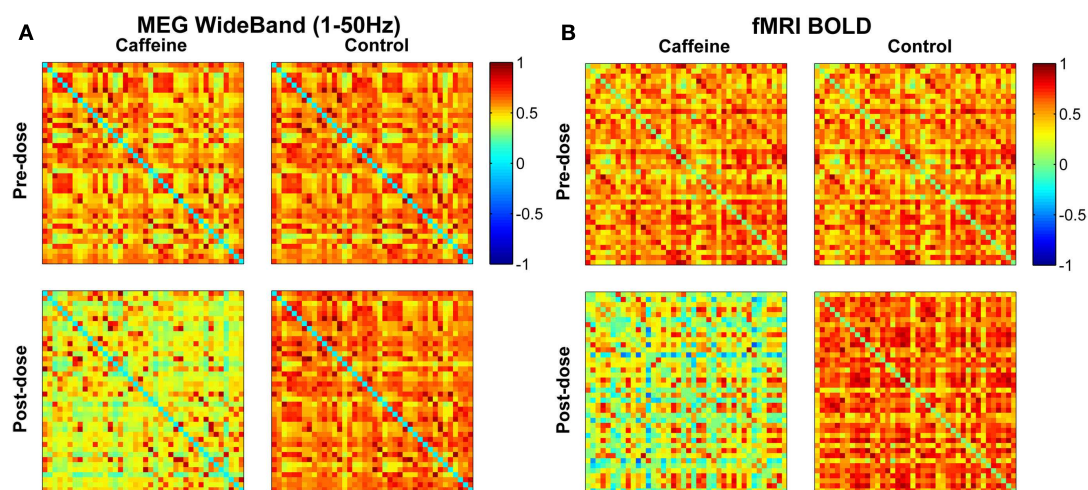 A
MEG WideBand (1-50Hz)
Caffeine
Control
Pre-dose
1
0.5
0
-0.5
-1
Post-dose
B
fMRI BOLD
Caffeine
Control
Pre-dose
1
0.5
0
-0.5
-1
Post-dose